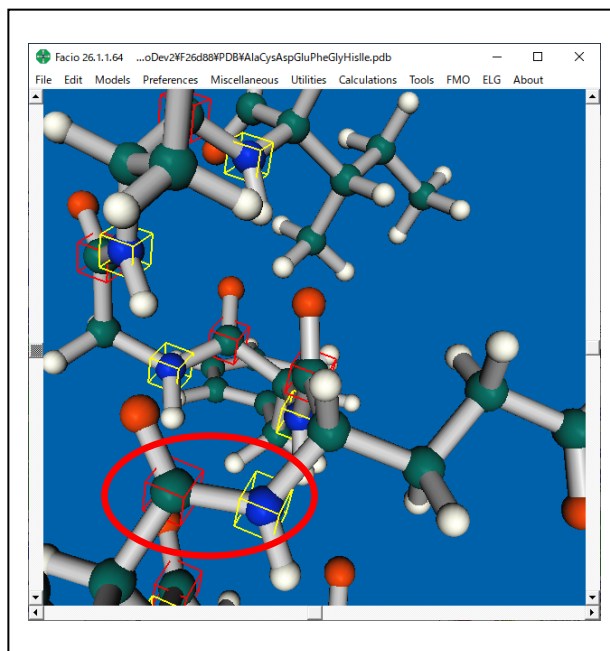 Facio 26.1.1.64 ...oDev2¥F26d88¥PDB¥AlaCysAspGluPheGlyHisIle.pdb
File Edit Models Preferences Miscellaneous Utilities Calculations Tools FMO ELG About